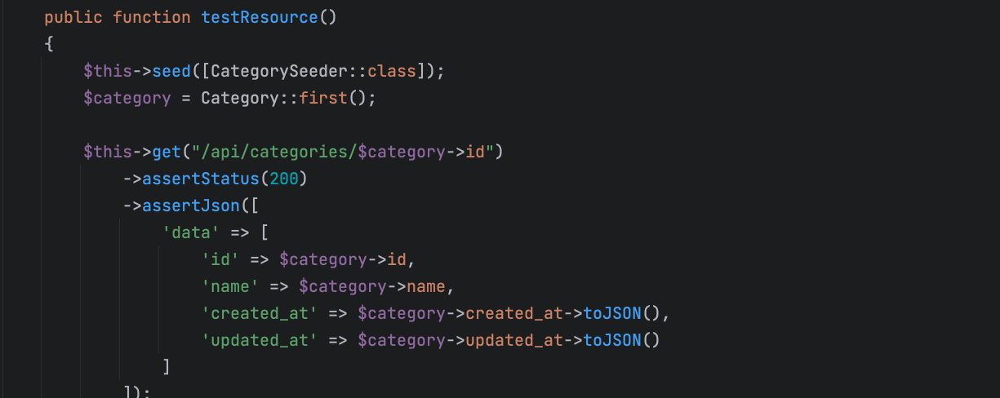 public function testResource()
{
    $this->seed([CategorySeeder::class]);
    $category = Category::first();

    $this->get("/api/categories/$category->id")
        ->assertStatus(200)
        ->assertJson([
            'data' => [
                'id' => $category->id,
                'name' => $category->name,
                'created_at' => $category->created_at->toJSON(),
                'updated_at' => $category->updated_at->toJSON()
            ]
        ]);